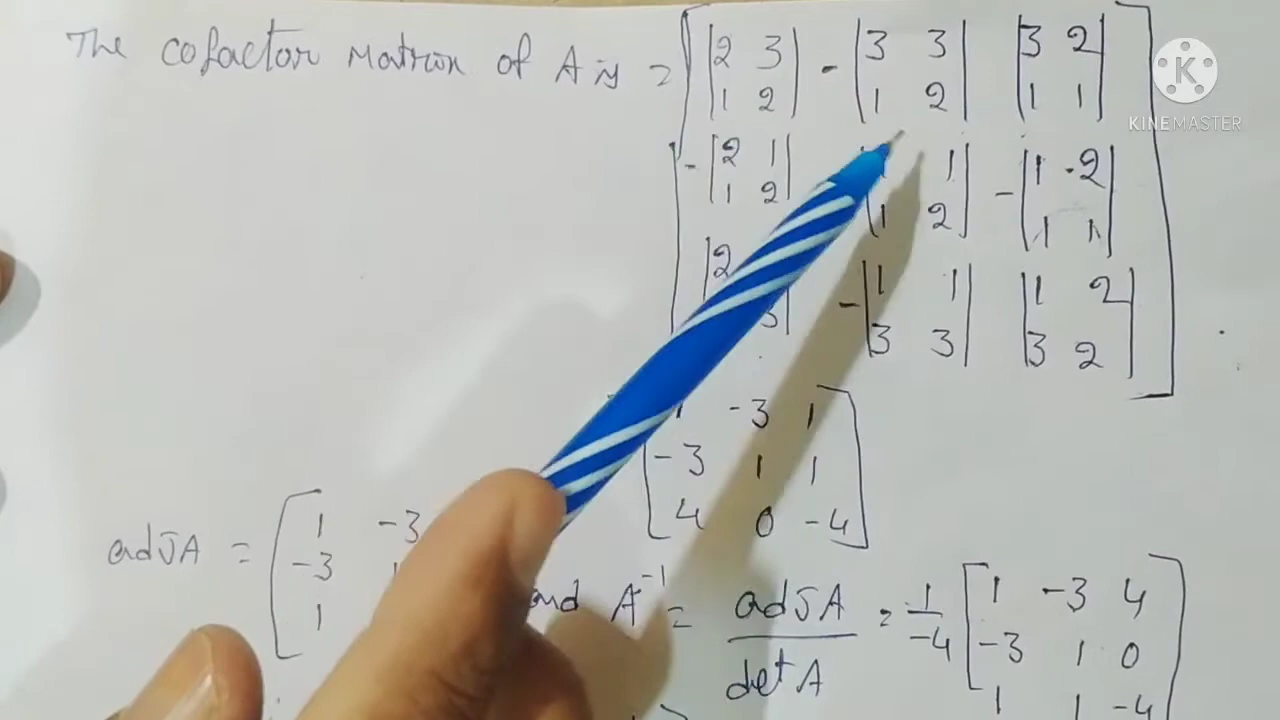 The cofactor Matrix of A is = [ |2 3| - |3 3| |3 2|
|1 2| |1 2| |1 1|
- |2 1| 1| - |1 2|
|1 2| |1 2| |1 1|
|2 - |1 1| |1 2|
3| |3 3| |3 2| ]
KINEMASTER
1 -3 1
-3 1 1
4 0 -4
adjA = [ 1 -3
-3
1
and A⁻¹ = adjA / det A = 1/-4 [ 1 -3 4
-3 1 0
1 1 -4